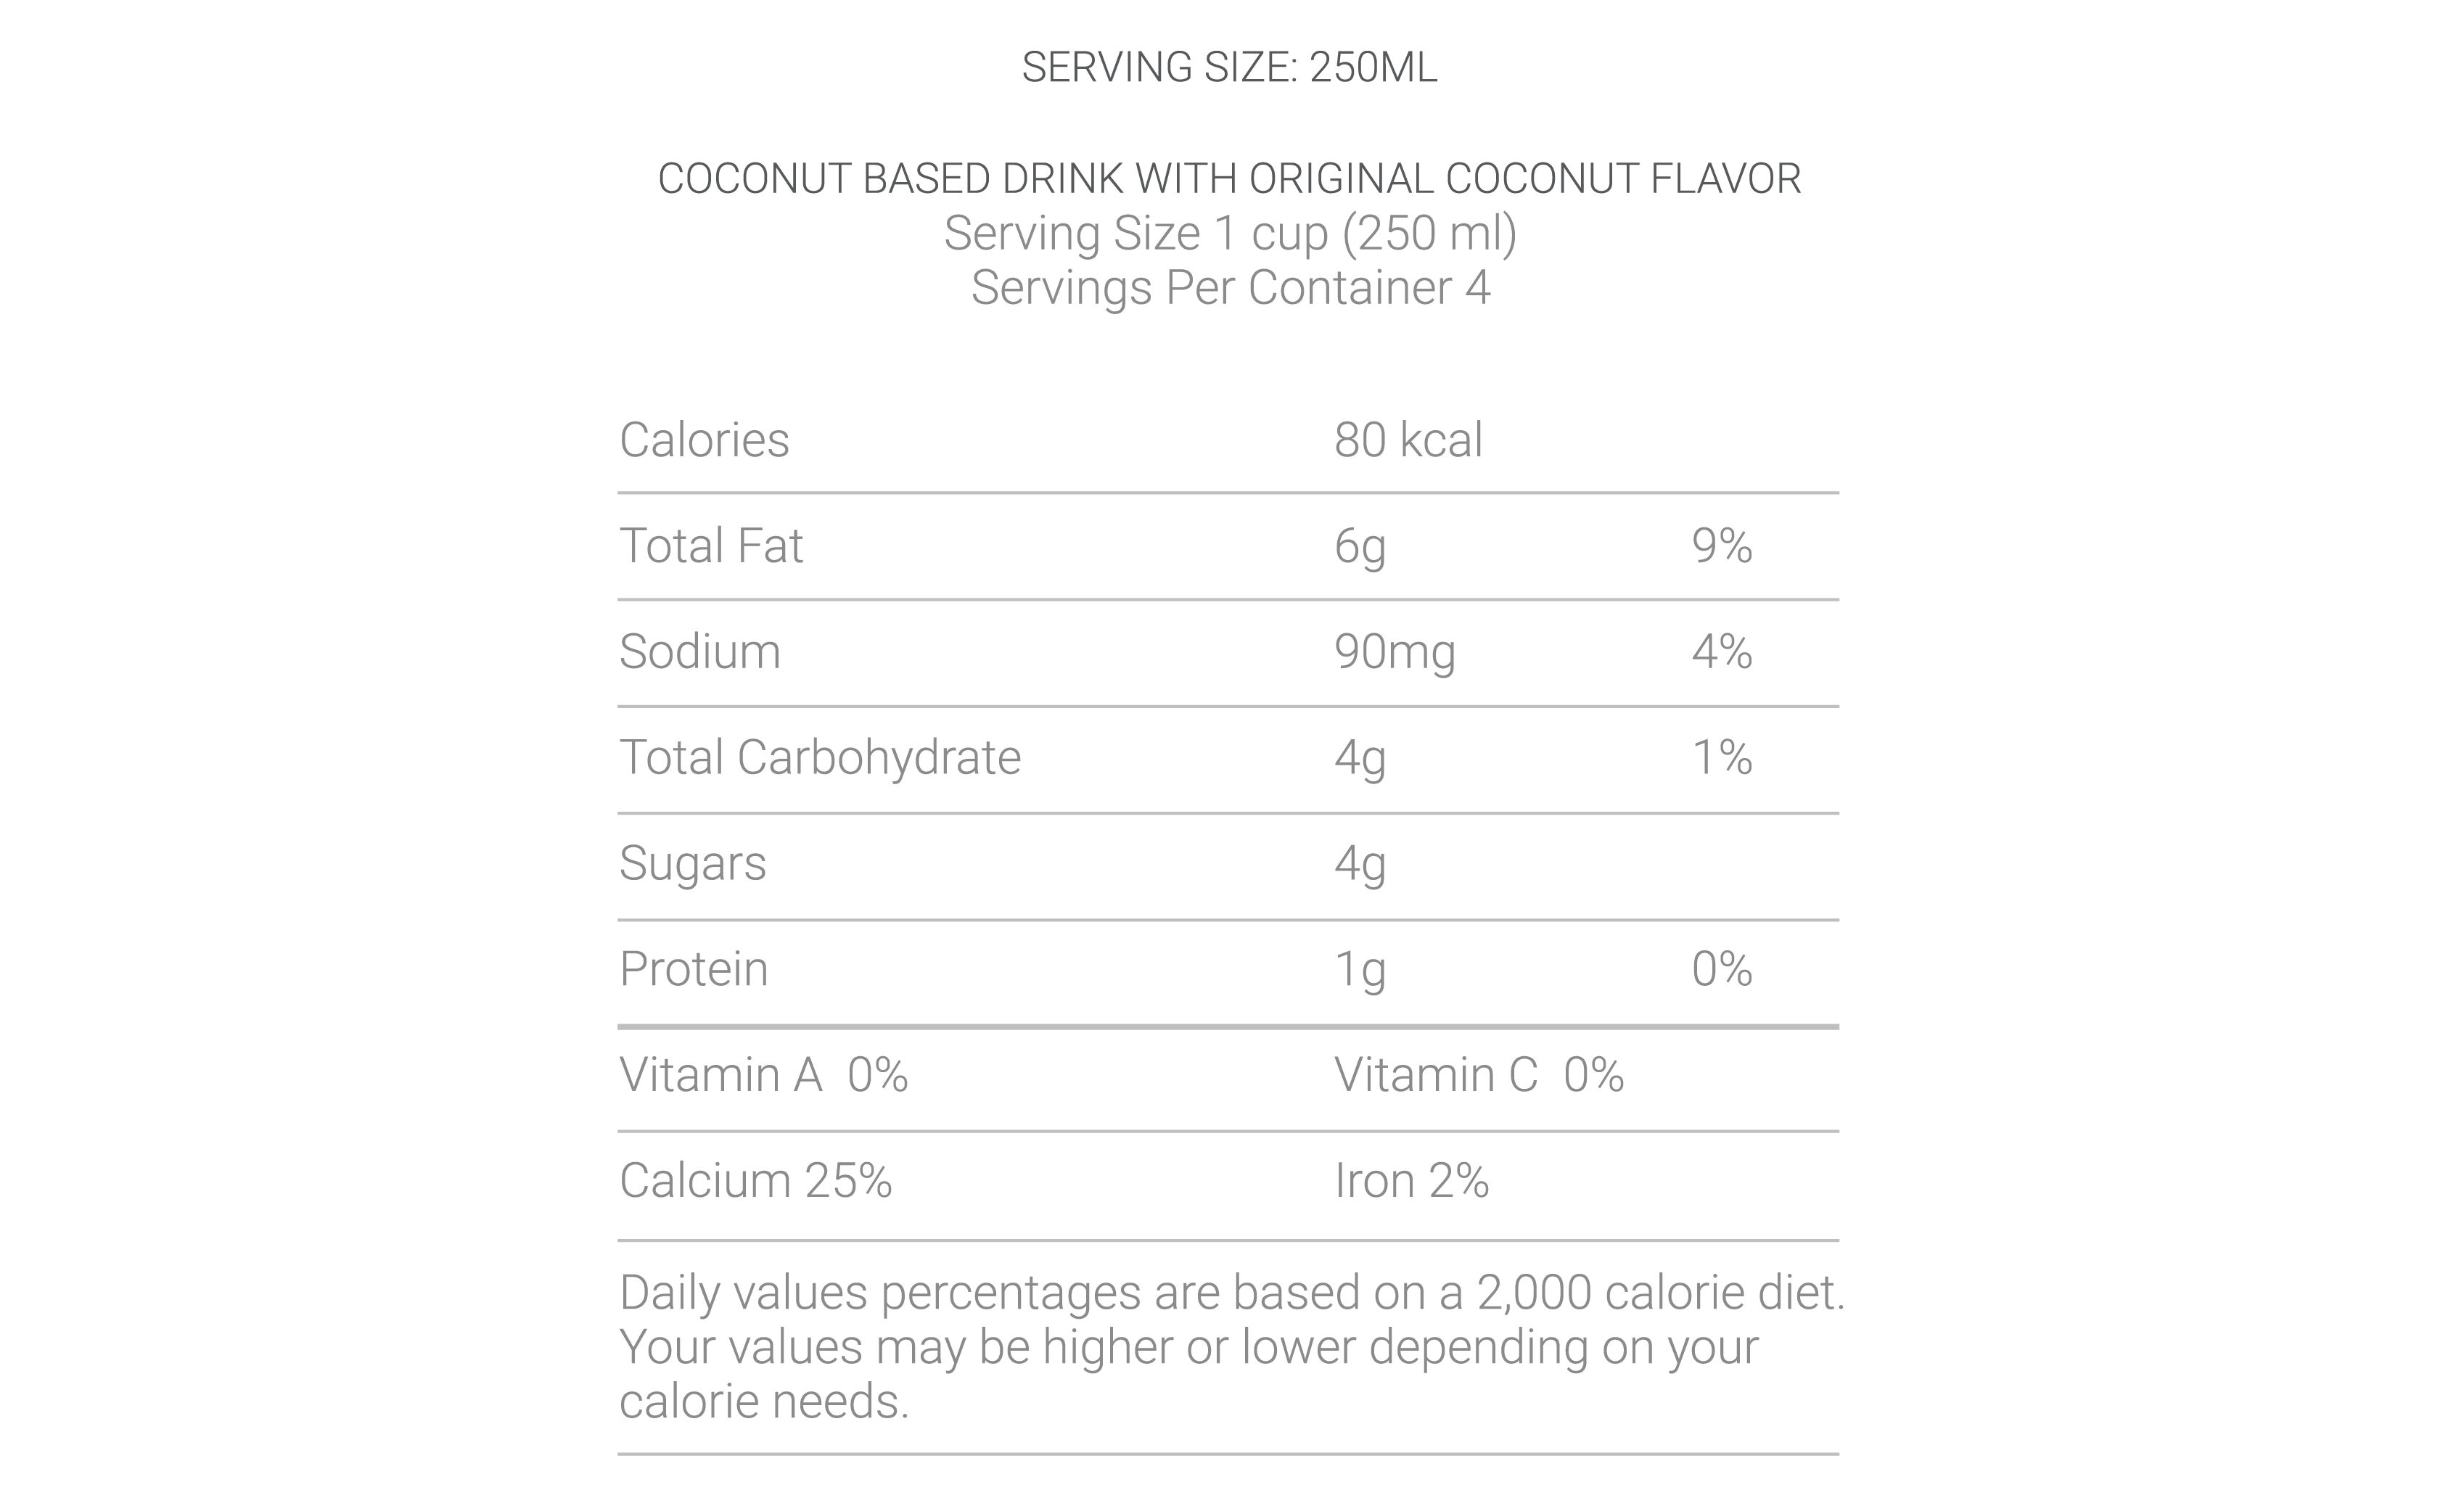 SERVING SIZE: 250ML
COCONUT BASED DRINK WITH ORIGINAL COCONUT FLAVOR
Serving Size 1 cup (250 ml)
Servings Per Container 4
Calories 80 kcal
Total Fat 6g 9%
Sodium 90mg 4%
Total Carbohydrate 4g 1%
Sugars 4g
Protein 1g 0%
Vitamin A 0% Vitamin C 0%
Calcium 25% Iron 2%
Daily values percentages are based on a 2,000 calorie diet.
Your values may be higher or lower depending on your
calorie needs.